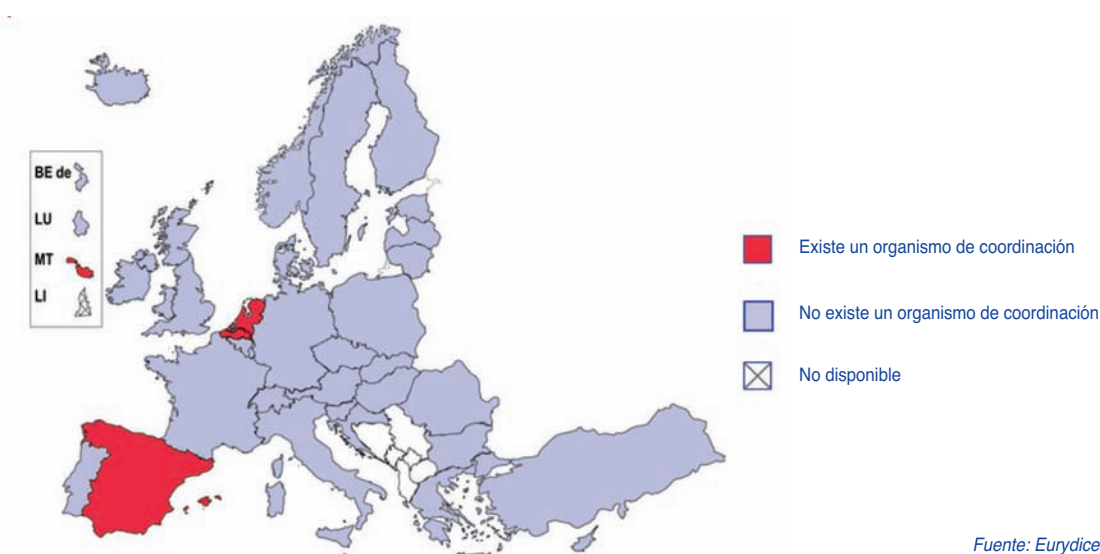 BE de
LU
MT
LI
Existe un organismo de coordinación
No existe un organismo de coordinación
No disponible
Fuente: Eurydice